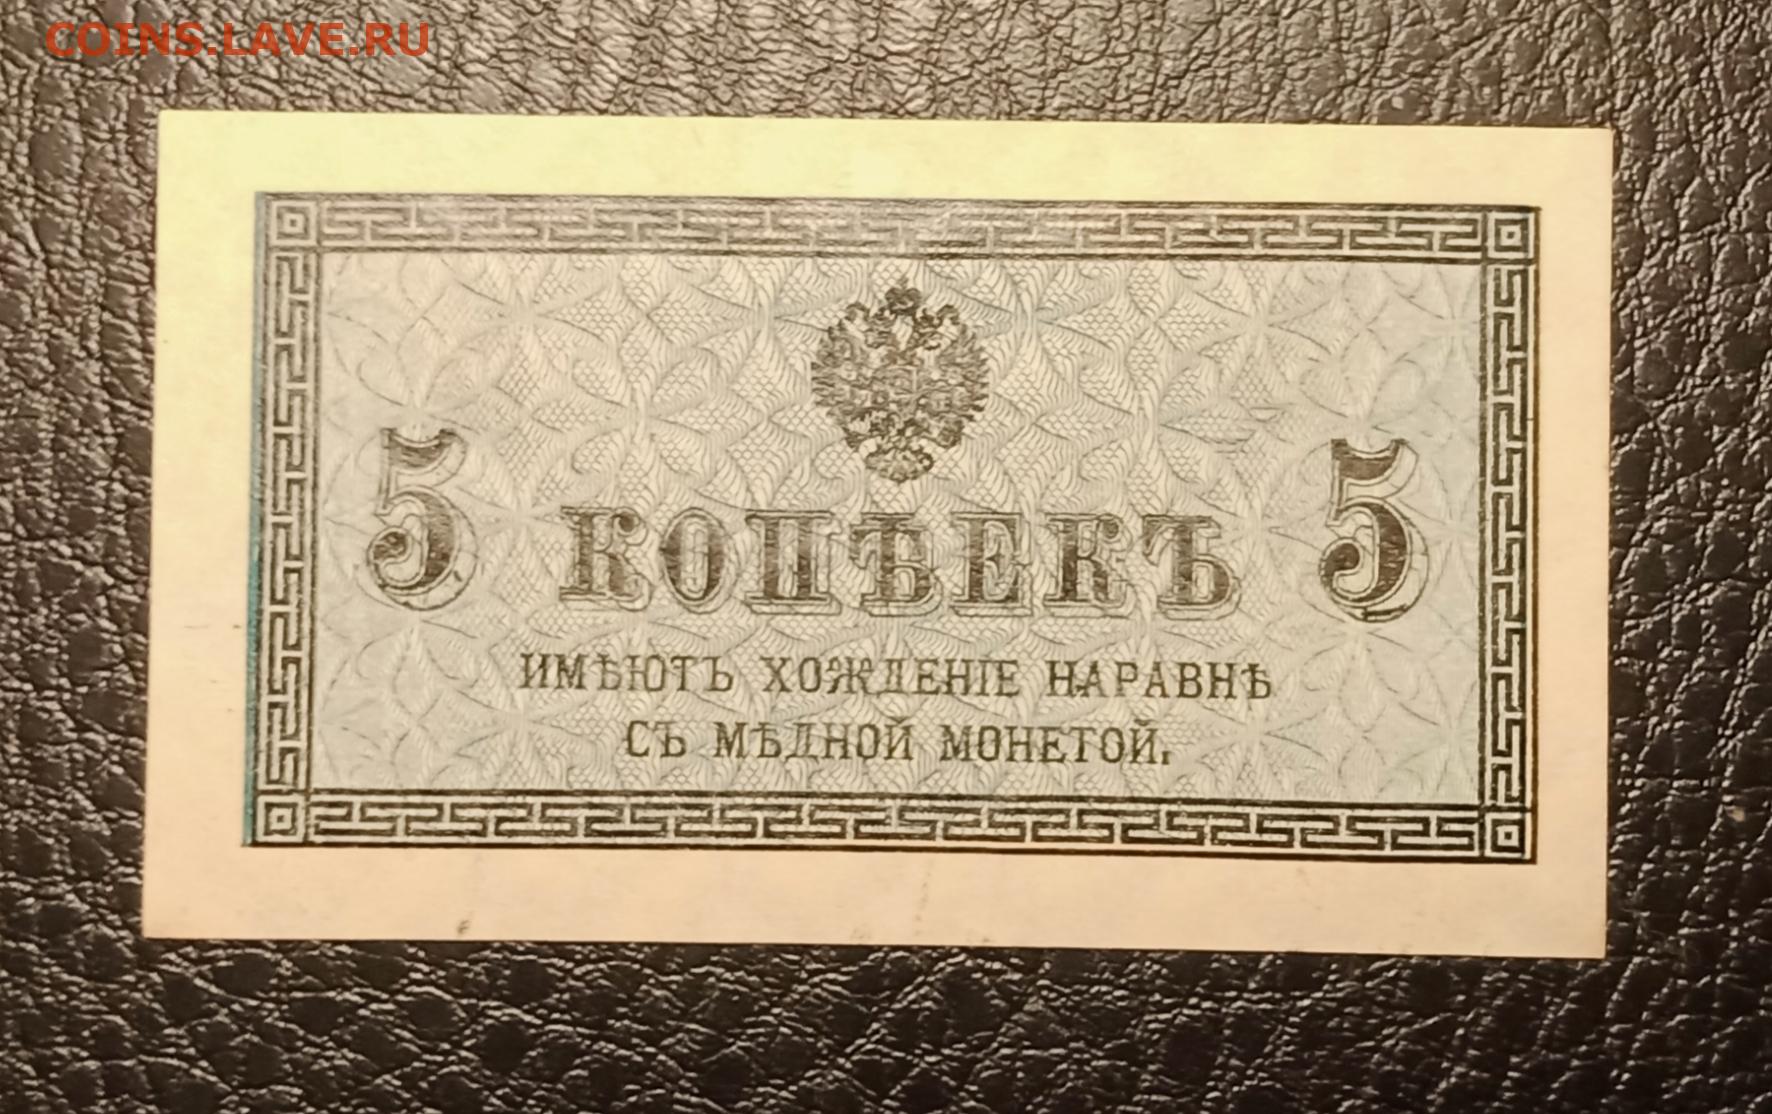 COINS.LAVE.RU
5 КОПѢЕКЪ 5
ИМѢЮТЪ ХОЖДЕНІЕ НАРАВНѢ
СЪ МѢДНОЙ МОНЕТОЙ.